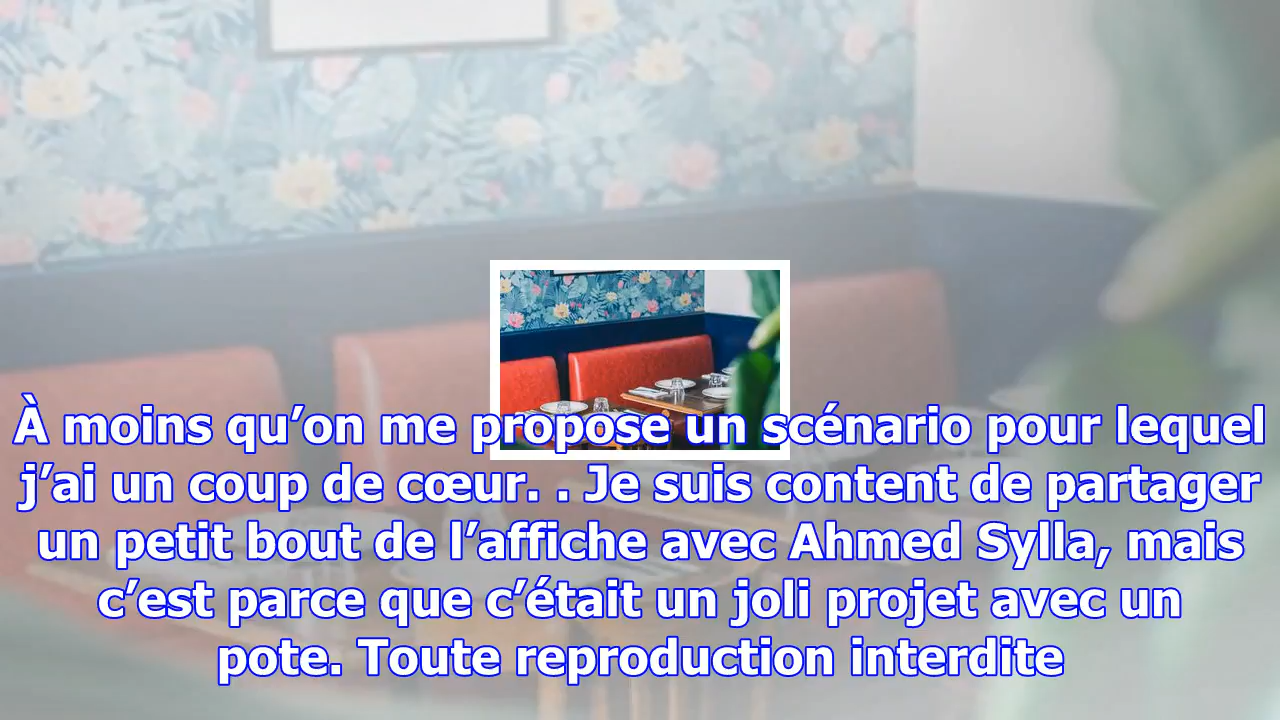 À moins qu’on me propose un scénario pour lequel
j’ai un coup de cœur. . Je suis content de partager
un petit bout de l’affiche avec Ahmed Sylla, mais
c’est parce que c’était un joli projet avec un
pote. Toute reproduction interdite